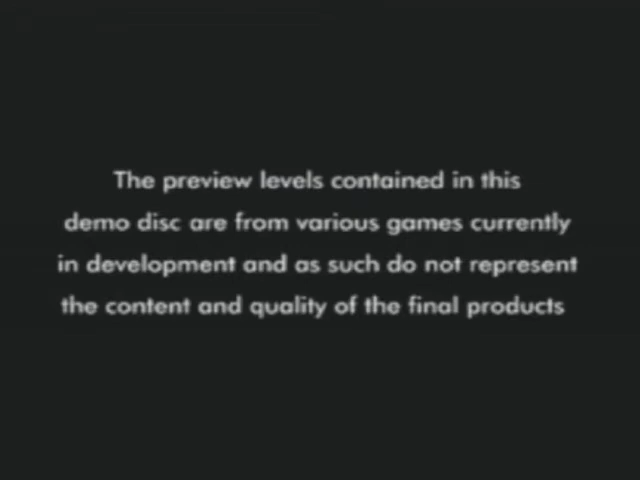 The preview levels contained in this
demo disc are from various games currently
in development and as such do not represent
the content and quality of the final products